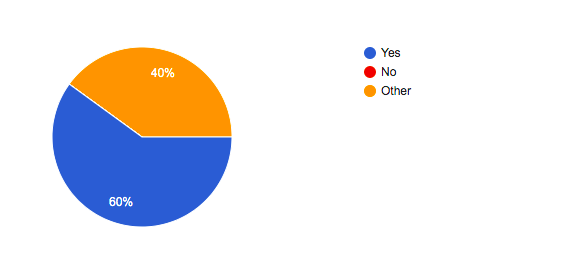 Yes
No
Other
40%
60%